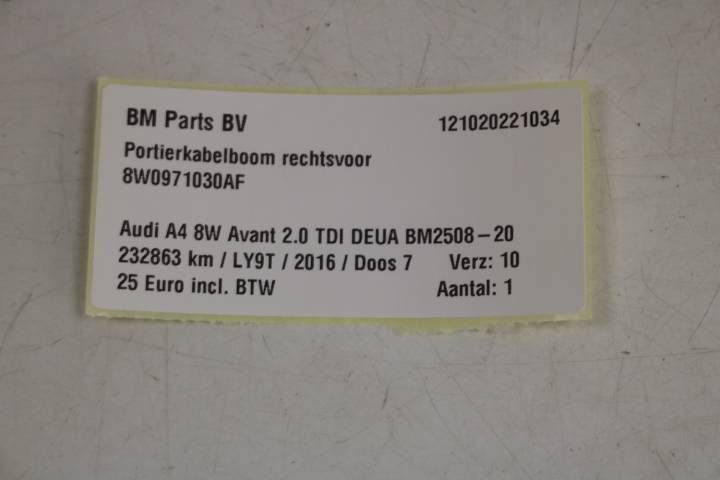 BM Parts BV 121020221034
Portierkabelboom rechtsvoor
8W0971030AF
Audi A4 8W Avant 2.0 TDI DEUA BM2508-20
232863 km / LY9T / 2016 / Doos 7 Verz: 10
25 Euro incl. BTW Aantal: 1